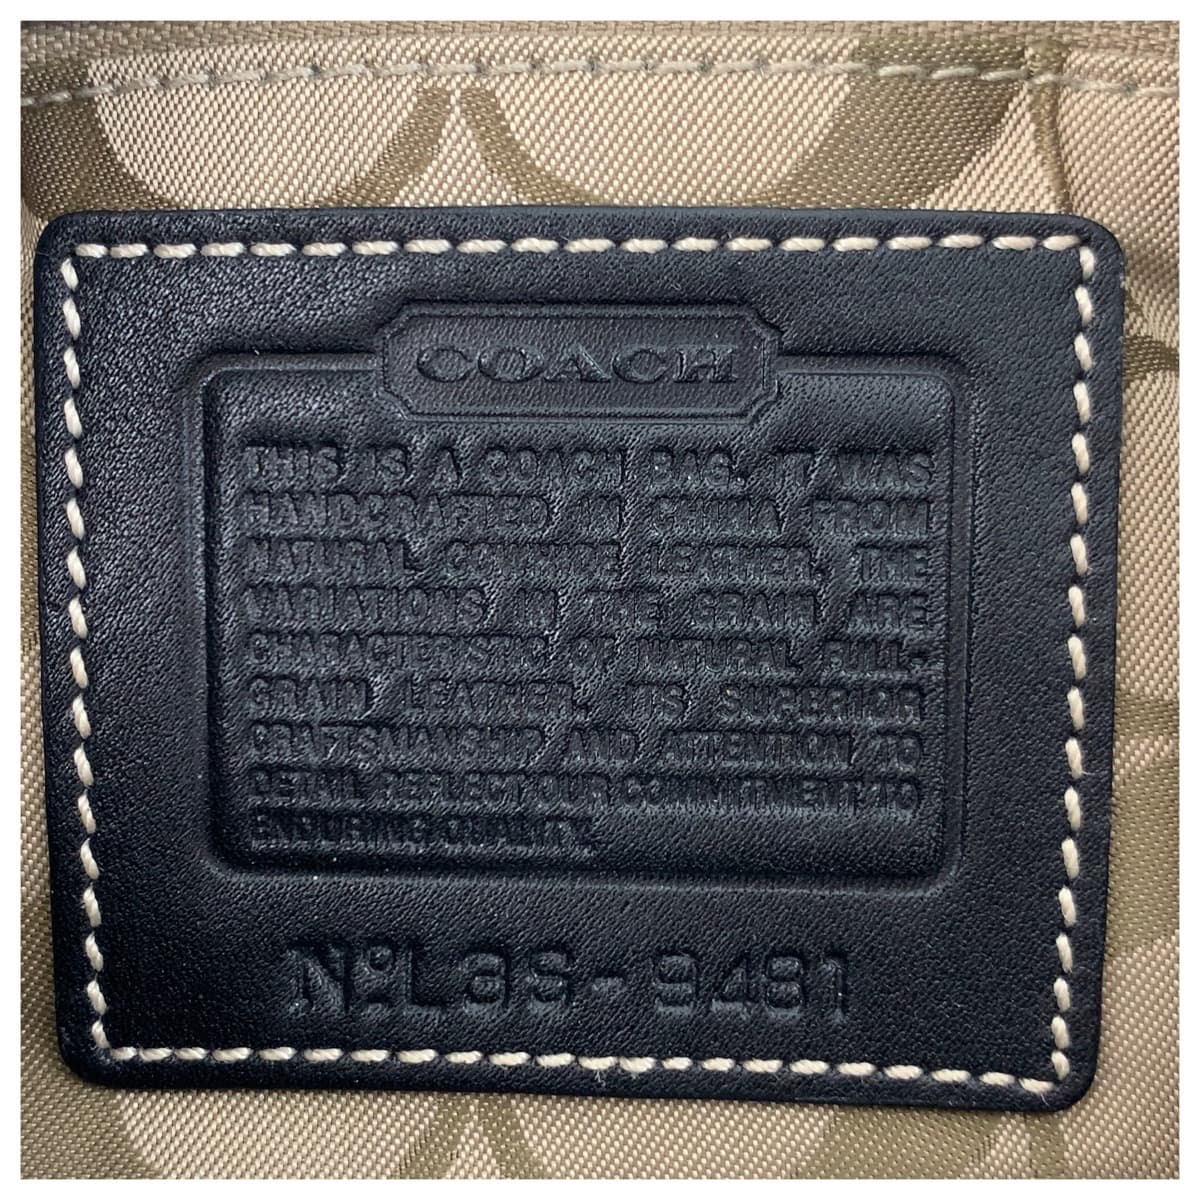 COACH
THIS IS A COACH BAG. IT WAS
HANDCRAFTED IN CHINA FROM
NATURAL COWHIDE LEATHER. THE
VARIATIONS IN THE GRAIN ARE
CHARACTERISTIC OF NATURAL FULL-
GRAIN LEATHER. ITS SUPERIOR
CRAFTSMANSHIP AND ATTENTION TO
DETAIL REFLECT OUR COMMITMENT TO
ENDURING QUALITY.
Nº L3S-9481